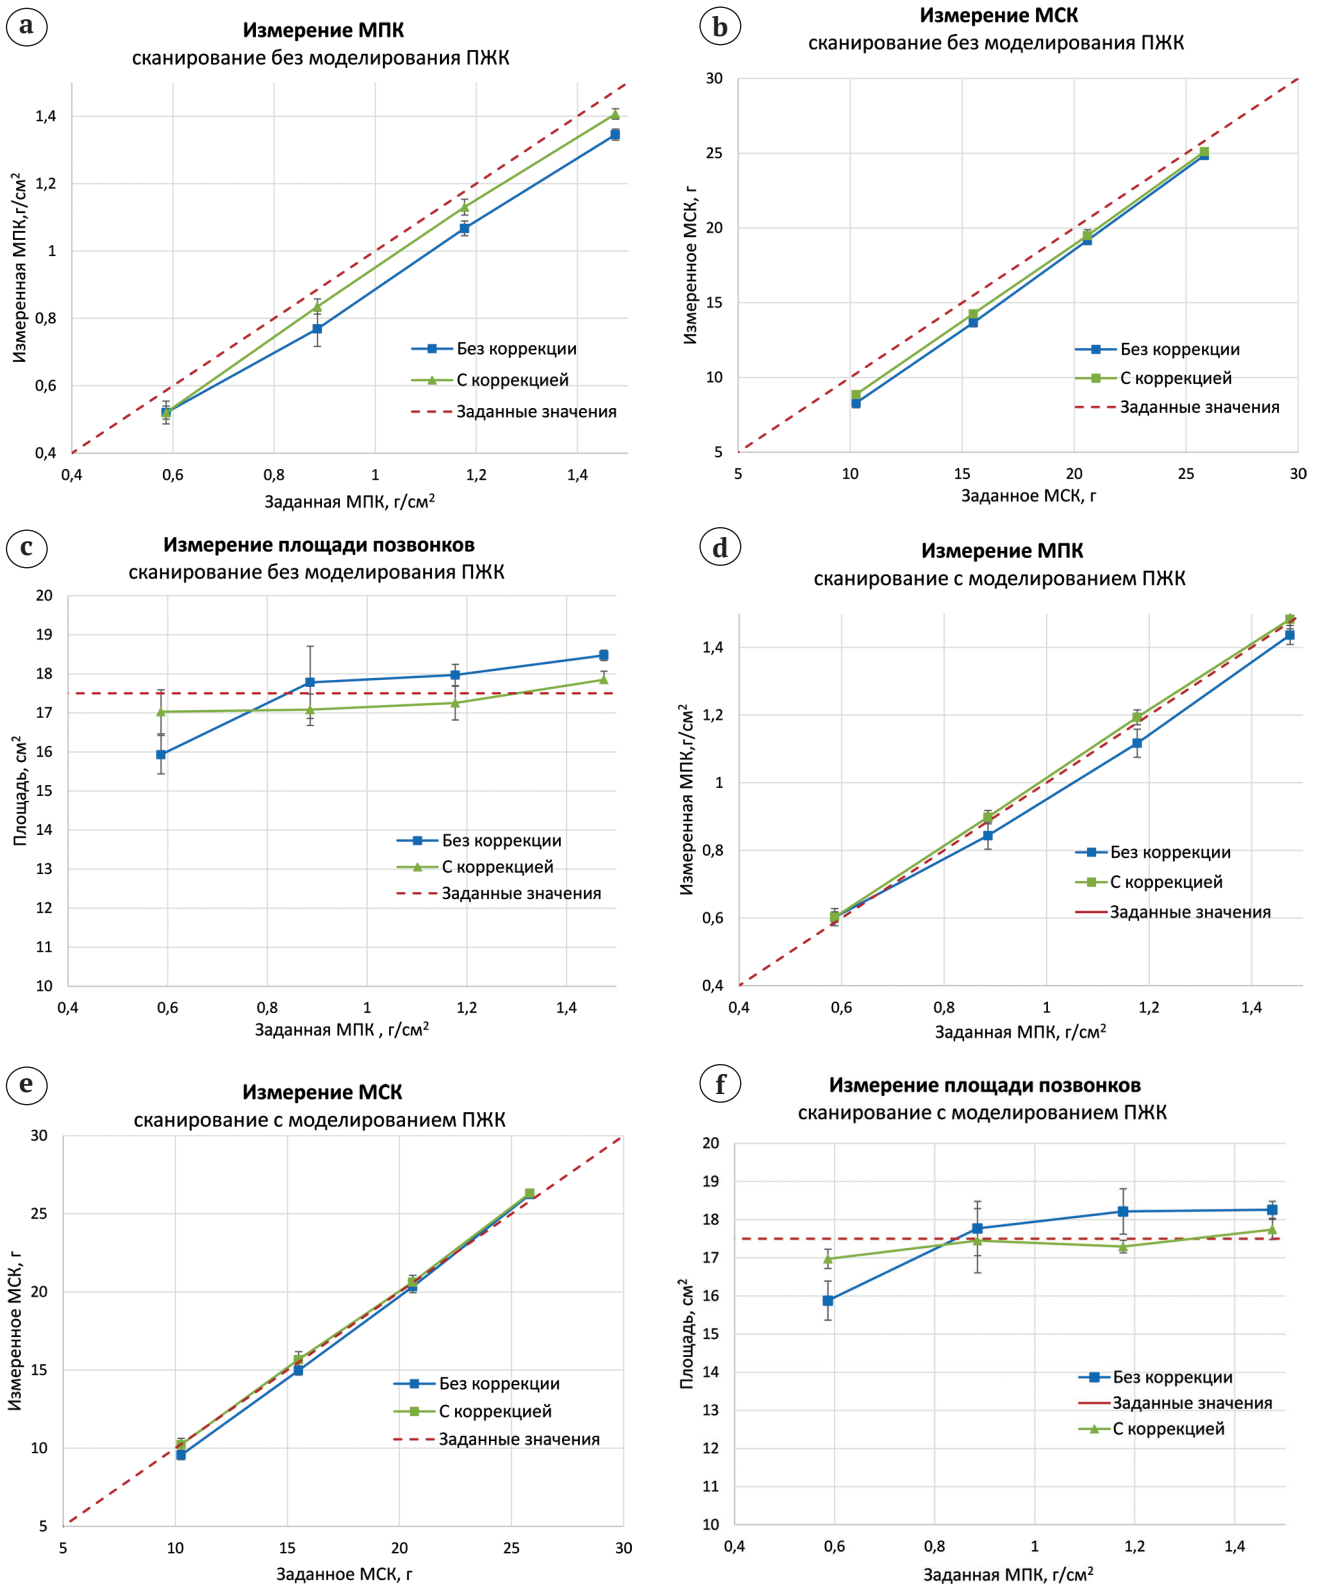 a
Измерение МПК
сканирование без моделирования ПЖК
1,4
1,2
1
0,8
0,6
0,4
Измеренная МПК,г/см²
Без коррекции
С коррекцией
Заданные значения
0,4 0,6 0,8 1 1,2 1,4
Заданная МПК, г/см²
b
Измерение МСК
сканирование без моделирования ПЖК
30
25
20
15
10
5
Измеренное МСК, г
Без коррекции
С коррекцией
Заданные значения
5 10 15 20 25 30
Заданное МСК, г
c
Измерение площади позвонков
сканирование без моделирования ПЖК
20
19
18
17
16
15
14
13
12
11
10
Площадь, см²
Без коррекции
С коррекцией
Заданные значения
0,4 0,6 0,8 1 1,2 1,4
Заданная МПК , г/см²
d
Измерение МПК
сканирование с моделированием ПЖК
1,4
1,2
1
0,8
0,6
0,4
Измеренная МПК,г/см²
Без коррекции
С коррекцией
Заданные значения
0,4 0,6 0,8 1 1,2 1,4
Заданная МПК, г/см²
e
Измерение МСК
сканирование с моделированием ПЖК
30
25
20
15
10
5
Измеренное МСК, г
Без коррекции
С коррекцией
Заданные значения
5 10 15 20 25 30
Заданное МСК, г
f
Измерение площади позвонков
сканирование с моделированием ПЖК
20
19
18
17
16
15
14
13
12
11
10
Площадь, см²
Без коррекции
Заданные значения
С коррекцией
0,4 0,6 0,8 1 1,2 1,4
Заданная МПК, г/см²